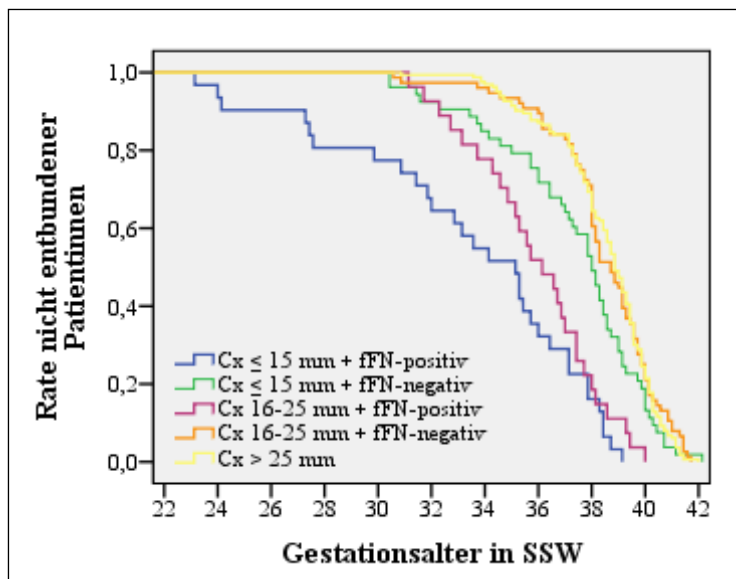 Rate nicht entbundener
Patientinnen
1,0
0,8
0,6
0,4
0,2
0,0
Cx ≤ 15 mm + fFN-positiv
Cx ≤ 15 mm + fFN-negativ
Cx 16-25 mm + fFN-positiv
Cx 16-25 mm + fFN-negativ
Cx > 25 mm
22 24 26 28 30 32 34 36 38 40 42
Gestationsalter in SSW